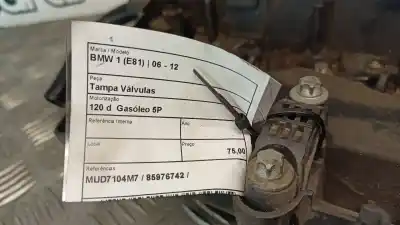 Marca / Modelo
BMW 1 (E81) | 06 - 12
Peça
Tampa Válvulas
Motorização
120 d Gasóleo 5P
Referência Interna
Ano
Local
Preço
75,00
Referências
MUD7104M7 / 85976742 /